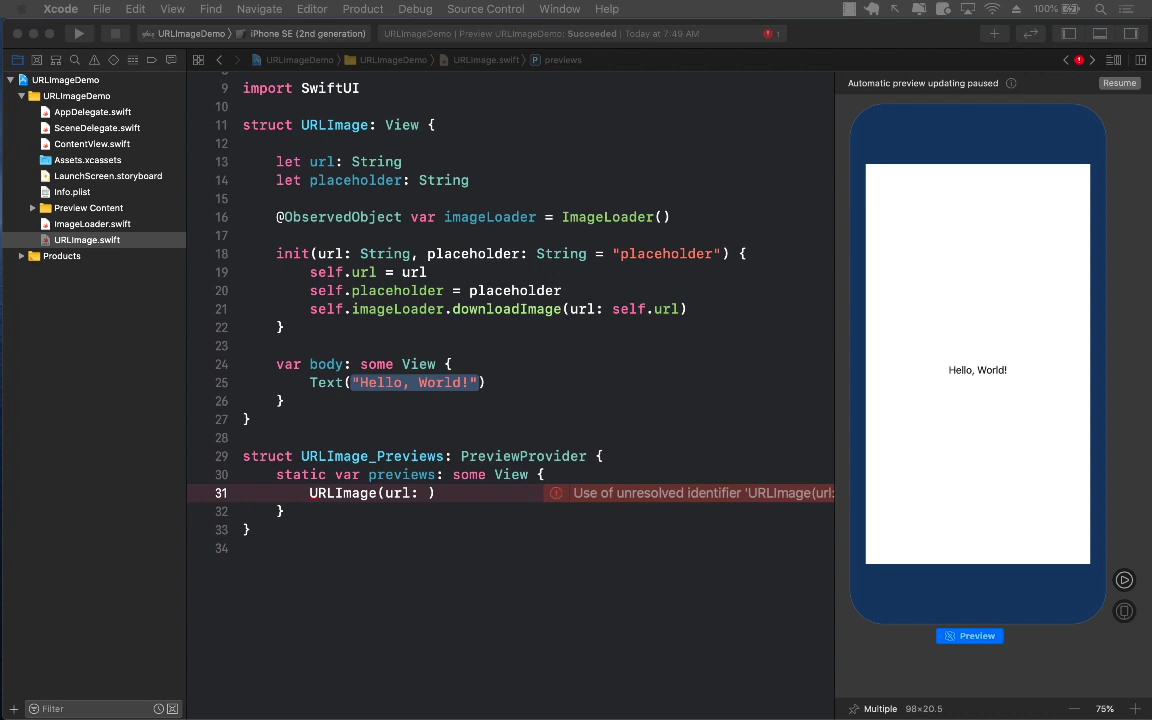 Xcode File Edit View Find Navigate Editor Product Debug Source Control Window Help 100%
URLImageDemo 〉 iPhone SE (2nd generation) URLImageDemo | Preview URLImageDemo: Succeeded | Today at 7:49 AM 1
URLImageDemo 〉 URLImageDemo 〉 URLImage.swift 〉 P previews
URLImageDemo
URLImageDemo
AppDelegate.swift
SceneDelegate.swift
ContentView.swift
Assets.xcassets
LaunchScreen.storyboard
Info.plist
Preview Content
ImageLoader.swift
URLImage.swift
Products
9 import SwiftUI
10
11 struct URLImage: View {
12
13 let url: String
14 let placeholder: String
15
16 @ObservedObject var imageLoader = ImageLoader()
17
18 init(url: String, placeholder: String = "placeholder") {
19 self.url = url
20 self.placeholder = placeholder
21 self.imageLoader.downloadImage(url: self.url)
22 }
23
24 var body: some View {
25 Text("Hello, World!")
26 }
27 }
28
29 struct URLImage_Previews: PreviewProvider {
30 static var previews: some View {
31 URLImage(url: ) Use of unresolved identifier 'URLImage(url:
32 }
33 }
34
Automatic preview updating paused Resume
Hello, World!
Preview
Filter
Multiple 98×20.5 75%